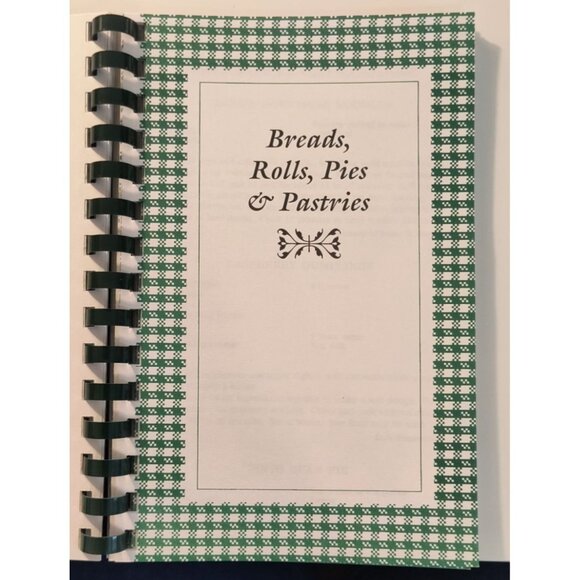 Breads,
Rolls, Pies
& Pastries